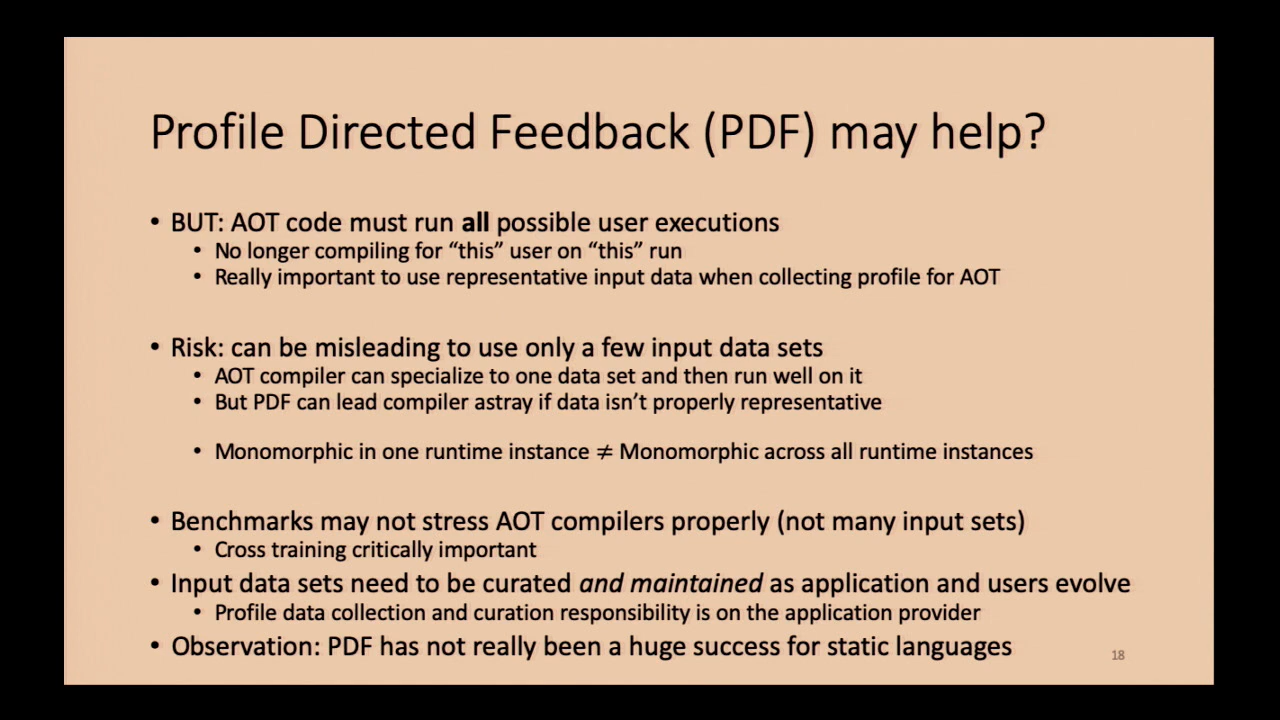 Profile Directed Feedback (PDF) may help?
• BUT: AOT code must run all possible user executions
• No longer compiling for “this” user on “this” run
• Really important to use representative input data when collecting profile for AOT
• Risk: can be misleading to use only a few input data sets
• AOT compiler can specialize to one data set and then run well on it
• But PDF can lead compiler astray if data isn’t properly representative
• Monomorphic in one runtime instance ≠ Monomorphic across all runtime instances
• Benchmarks may not stress AOT compilers properly (not many input sets)
• Cross training critically important
• Input data sets need to be curated and maintained as application and users evolve
• Profile data collection and curation responsibility is on the application provider
• Observation: PDF has not really been a huge success for static languages
18